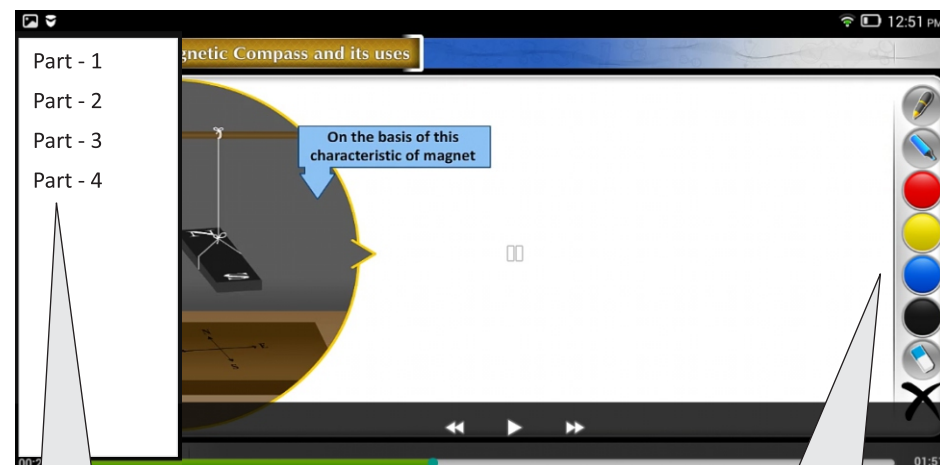 12:51 PM
gnetic Compass and its uses
Part - 1
Part - 2
Part - 3
Part - 4
On the basis of this
characteristic of magnet
N
E
S